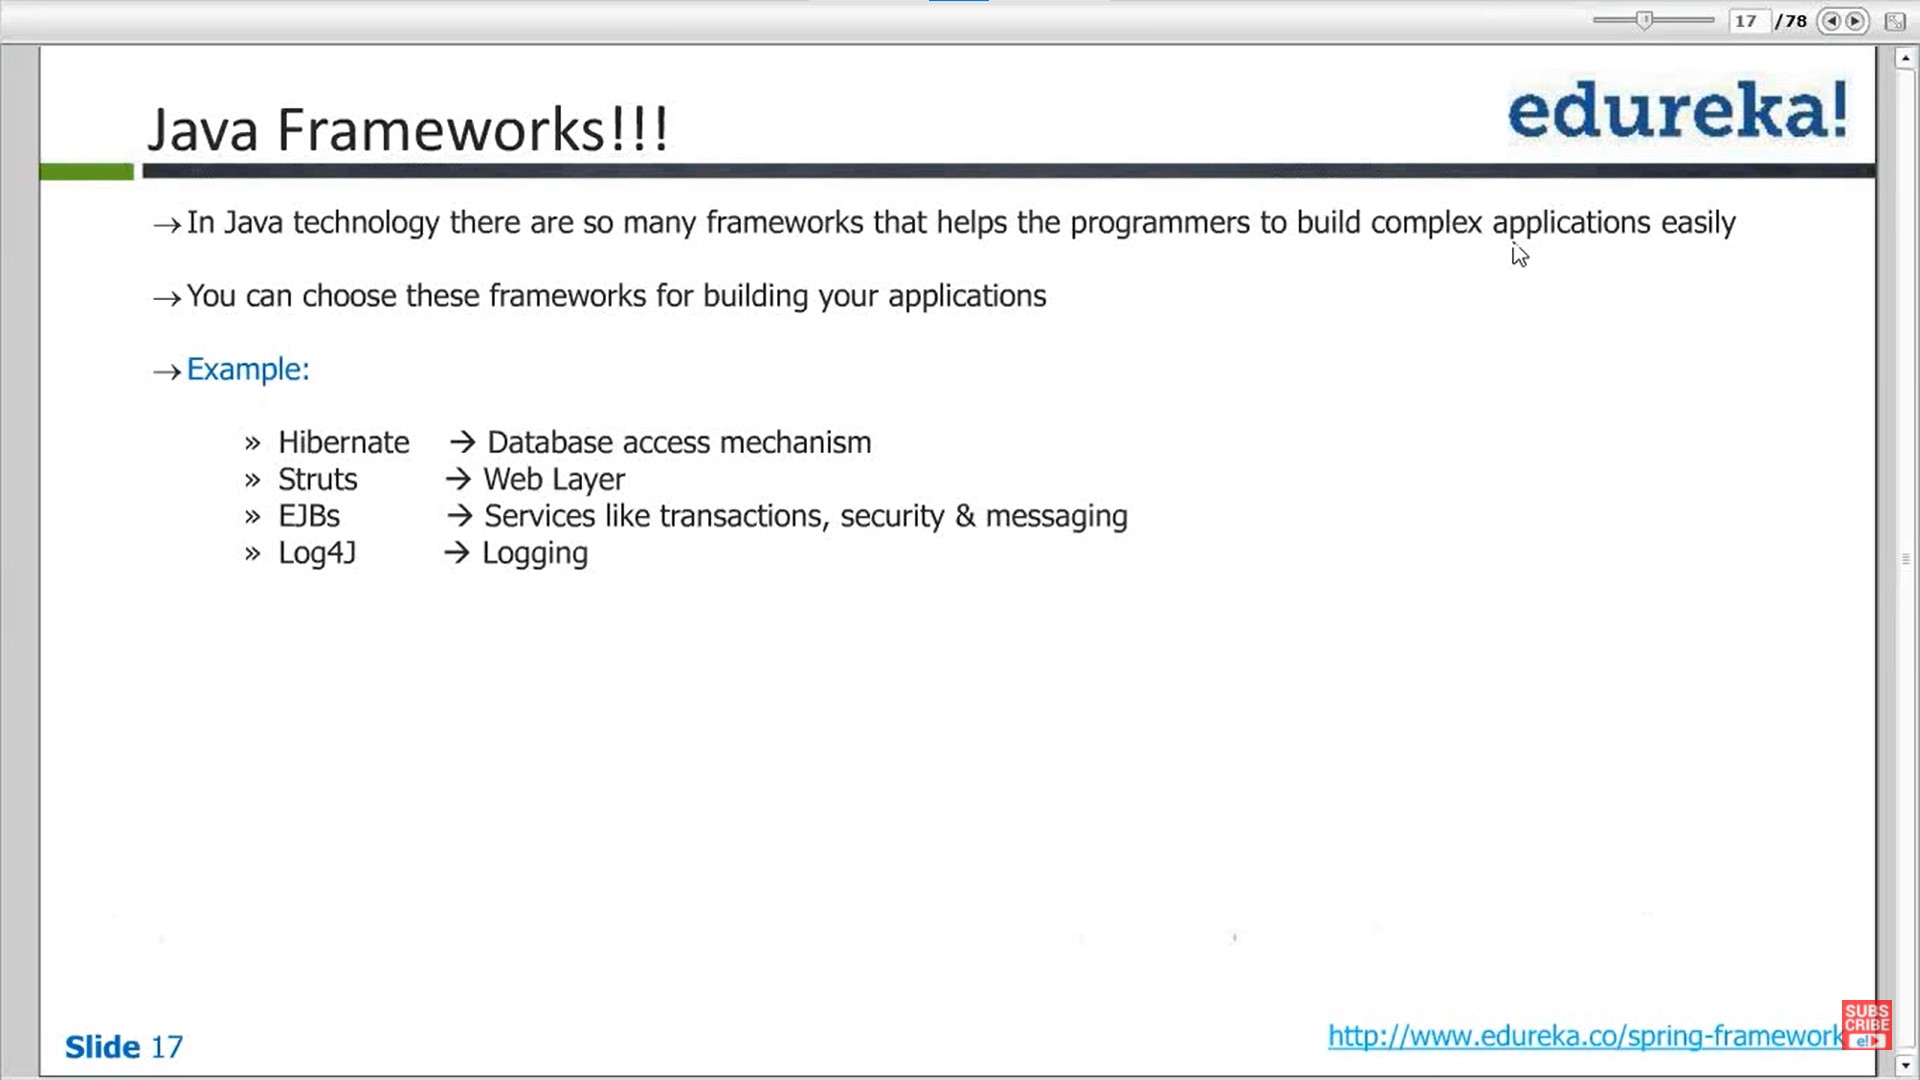 17 /78
Java Frameworks!!!
edureka!
→ In Java technology there are so many frameworks that helps the programmers to build complex applications easily
→ You can choose these frameworks for building your applications
→ Example:
» Hibernate → Database access mechanism
» Struts → Web Layer
» EJBs → Services like transactions, security & messaging
» Log4J → Logging
Slide 17
http://www.edureka.co/spring-framework
SUBS
CRIBE
e!